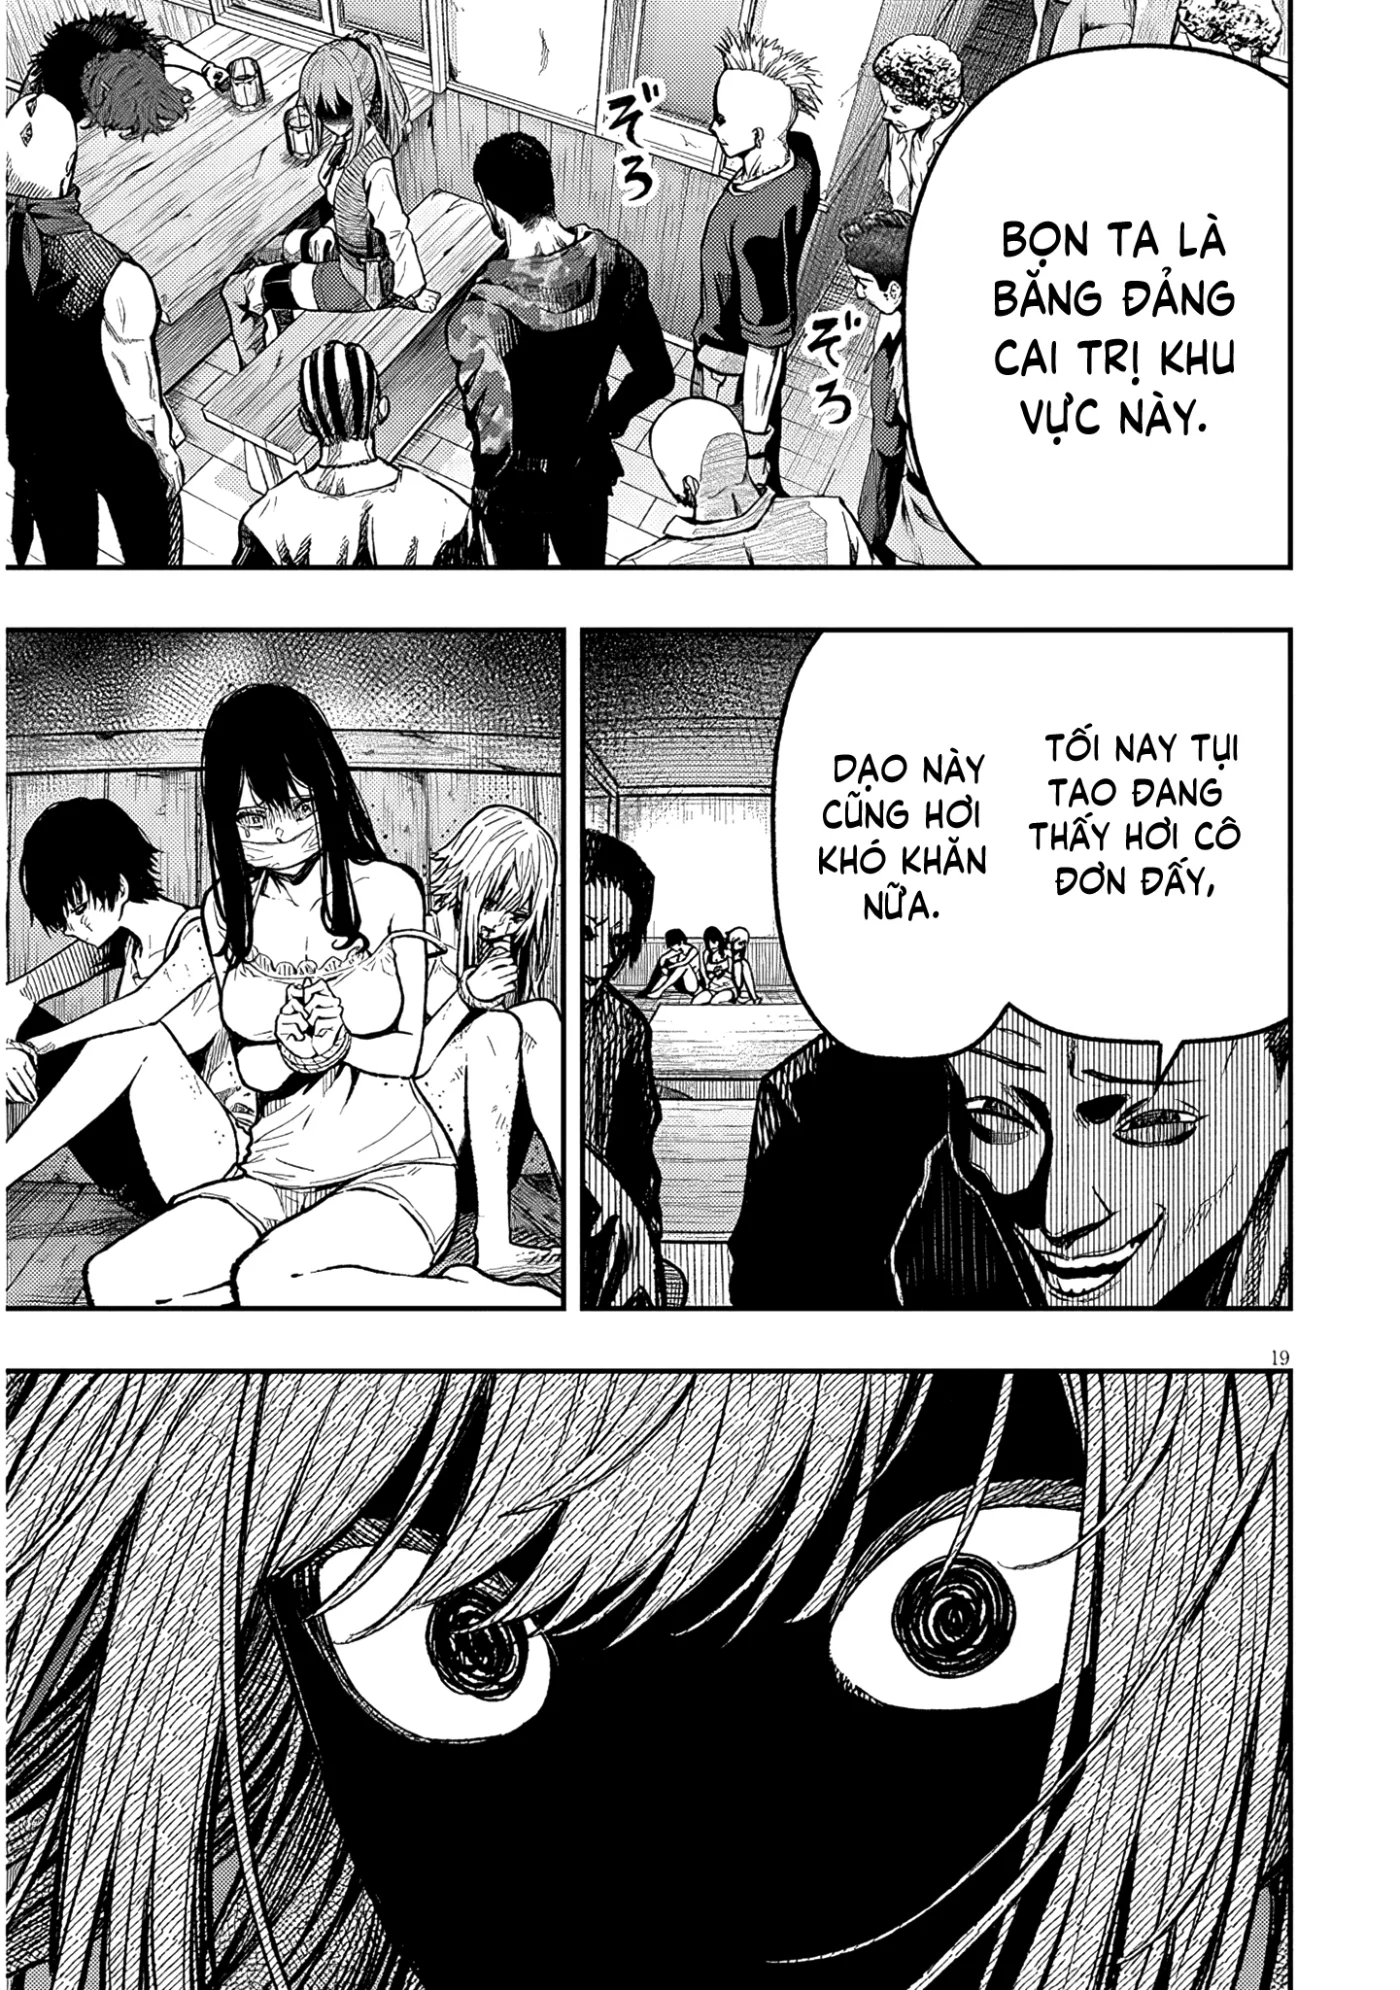 BỌN TA LÀ
BĂNG ĐẢNG
CAI TRỊ KHU
VỰC NÀY.
ぞろ
ぞろ
TỐI NAY TỤI
TAO ĐANG
THẤY HƠI CÔ
ĐƠN ĐẤY,
DẠO NÀY
CŨNG HƠI
KHÓ KHĂN
NỮA.
19